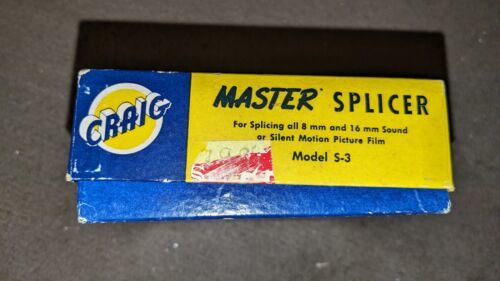 CRAIG
MASTER SPLICER
For Splicing all 8 mm and 16 mm Sound
or Silent Motion Picture Film
Model S-3